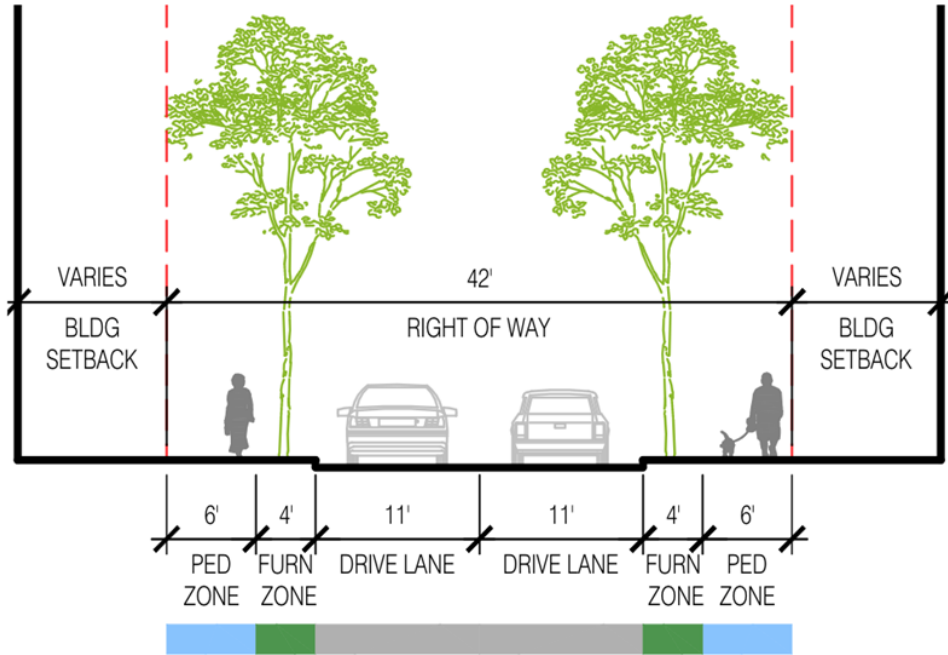 VARIES
42'
VARIES
BLDG
SETBACK
RIGHT OF WAY
BLDG
SETBACK
6'
4'
11'
11'
4'
6'
PED
ZONE
FURN
ZONE
DRIVE LANE
DRIVE LANE
FURN
ZONE
PED
ZONE